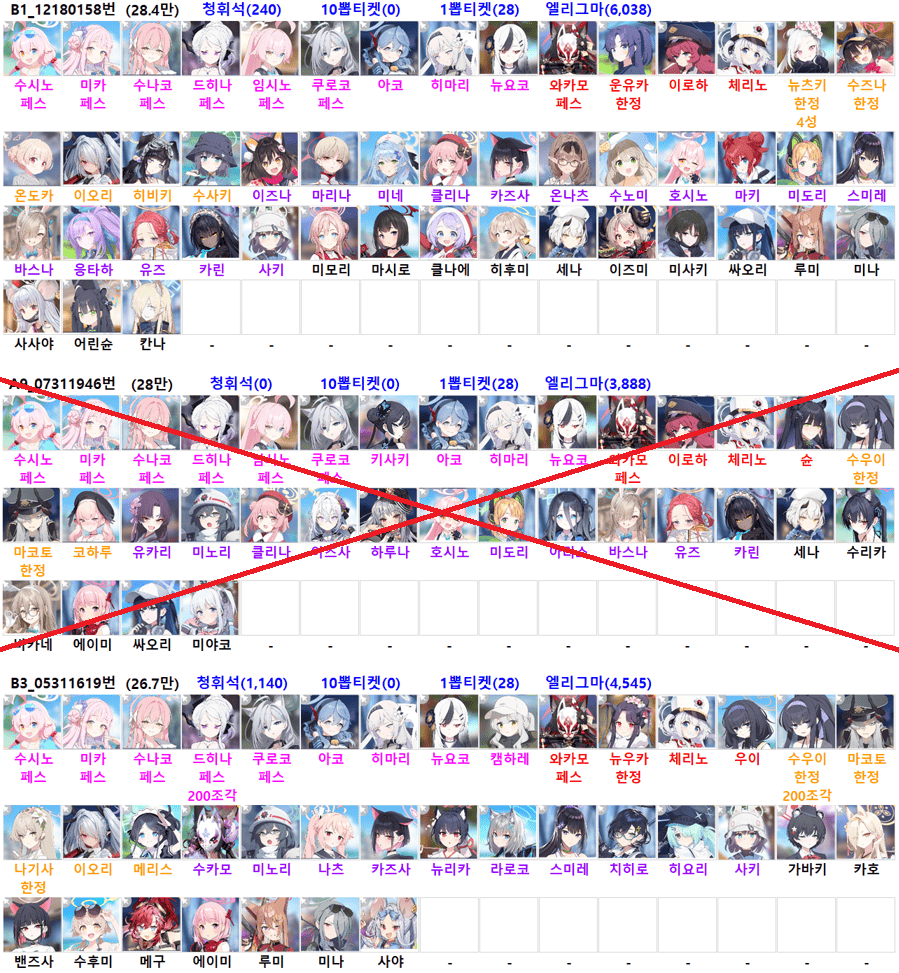 B1_12180158번 (28.4만) 청휘석(240) 10뽑티켓(0) 1뽑티켓(28) 엘리그마(6,038)
수시노 미카 수나코 드히나 임시노 쿠로코 아코 히마리 뉴요코 와카모 운유카 이로하 체리노 뉴츠키 수즈나
페스 페스 페스 페스 페스 페스 페스 한정 한정 한정
4성
온도카 이오리 히비키 수사키 이즈나 마리나 미네 클리나 카즈사 온나츠 수노미 호시노 마키 미도리 스미레
바스나 응타하 유즈 카린 사키 미모리 마시로 클나에 히후미 세나 이즈미 미사키 싸오리 루미 미나
사사야 어린슌 칸나 - - - - - - - - - - - -
A9_07311946번 (28만) 청휘석(0) 10뽑티켓(0) 1뽑티켓(28) 엘리그마(3,888)
수시노 미카 수나코 드히나 임시노 쿠로코 키사키 아코 히마리 뉴요코 와카모 이로하 체리노 슌 수우이
페스 페스 페스 페스 페스 페스 페스 한정
마코토 코하루 유카리 미노리 클리나 하루나 호시노 미도리 바스나 유즈 카린 세나 수리카
한정
에이미 싸오리 미야코 - - - - - - - - - - -
B3_05311619번 (26.7만) 청휘석(1,140) 10뽑티켓(0) 1뽑티켓(28) 엘리그마(4,545)
수시노 미카 수나코 드히나 쿠로코 아코 히마리 뉴요코 캠하레 와카모 뉴우카 체리노 우이 수우이 마코토
페스 페스 페스 페스 페스 페스 한정 한정 한정
200조각 200조각
나기사 이오리 메리스 수카모 미노리 나츠 카즈사 뉴리카 라로코 스미레 치히로 히요리 사키 가바키 카호
한정
밴즈사 수후미 메구 에이미 루미 미나 사야 - - - - - - - -